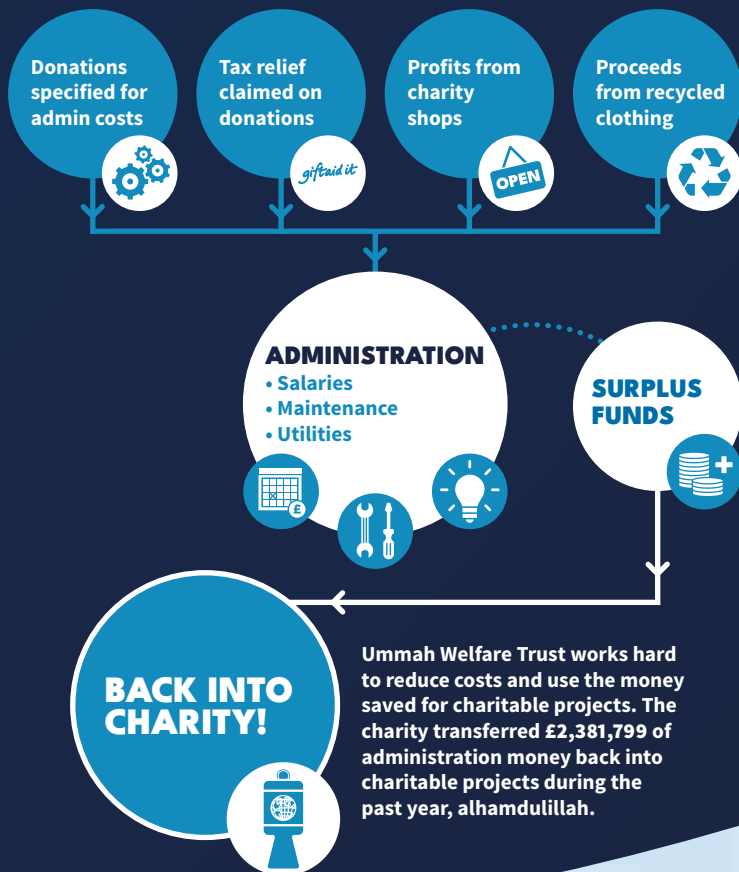 Donations
specified for
admin costs
Tax relief
claimed on
donations
Profits from
charity
shops
Proceeds
from recycled
clothing
giftaid it
OPEN
ADMINISTRATION
• Salaries
• Maintenance
• Utilities
£
SURPLUS
FUNDS
BACK INTO
CHARITY!
Ummah Welfare Trust works hard
to reduce costs and use the money
saved for charitable projects. The
charity transferred £2,381,799 of
administration money back into
charitable projects during the
past year, alhamdulillah.